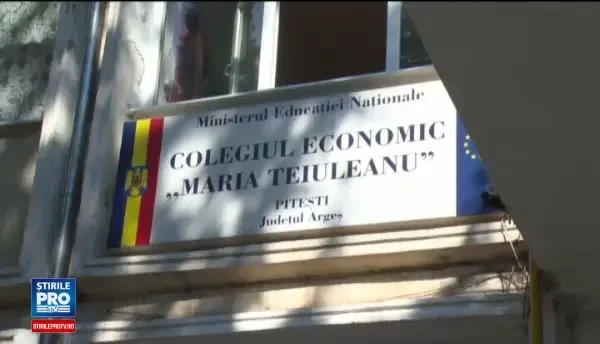 Ministerul Educației Naționale
COLEGIUL ECONOMIC
„MARIA TEIULEANU”
PITEȘTI
Județul Argeș
STIRILE
PRO
TV
STIRILEPROTV.RO